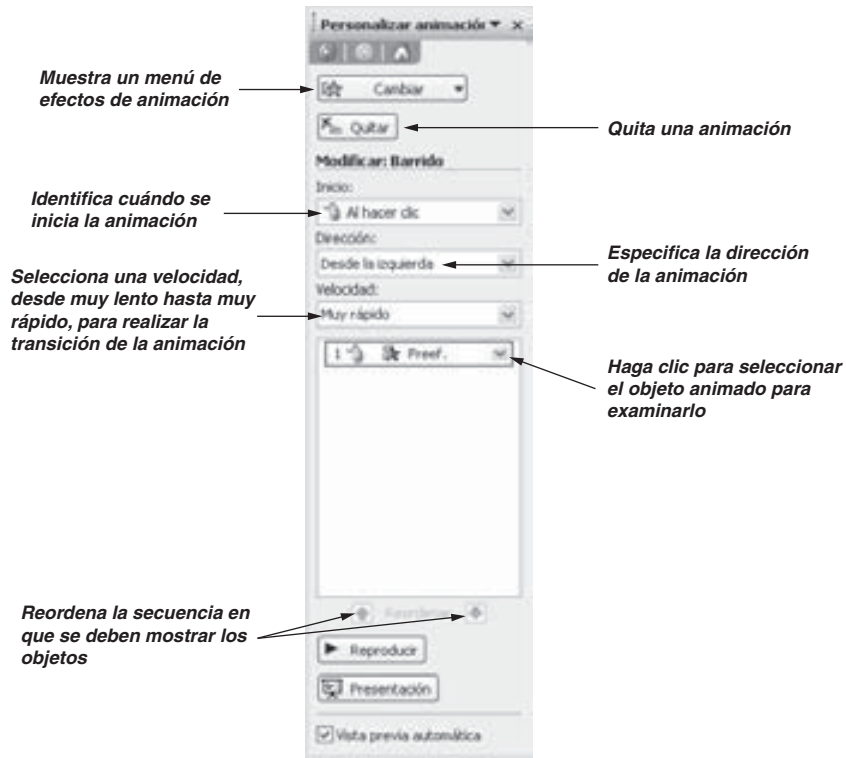 Personalizar animación
Muestra un menú de
efectos de animación
Cambiar
Quitar
Quita una animación
Modificar: Barrido
Inicio:
Identifica cuándo se
inicia la animación
Al hacer clic
Dirección:
Desde la izquierda
Especifica la dirección
de la animación
Selecciona una velocidad,
desde muy lento hasta muy
rápido, para realizar la
transición de la animación
Velocidad:
Muy rápido
1 Preef.
Haga clic para seleccionar
el objeto animado para
examinarlo
Reordena la secuencia en
que se deben mostrar los
objetos
Reordenar
Reproducir
Presentación
Vista previa automática